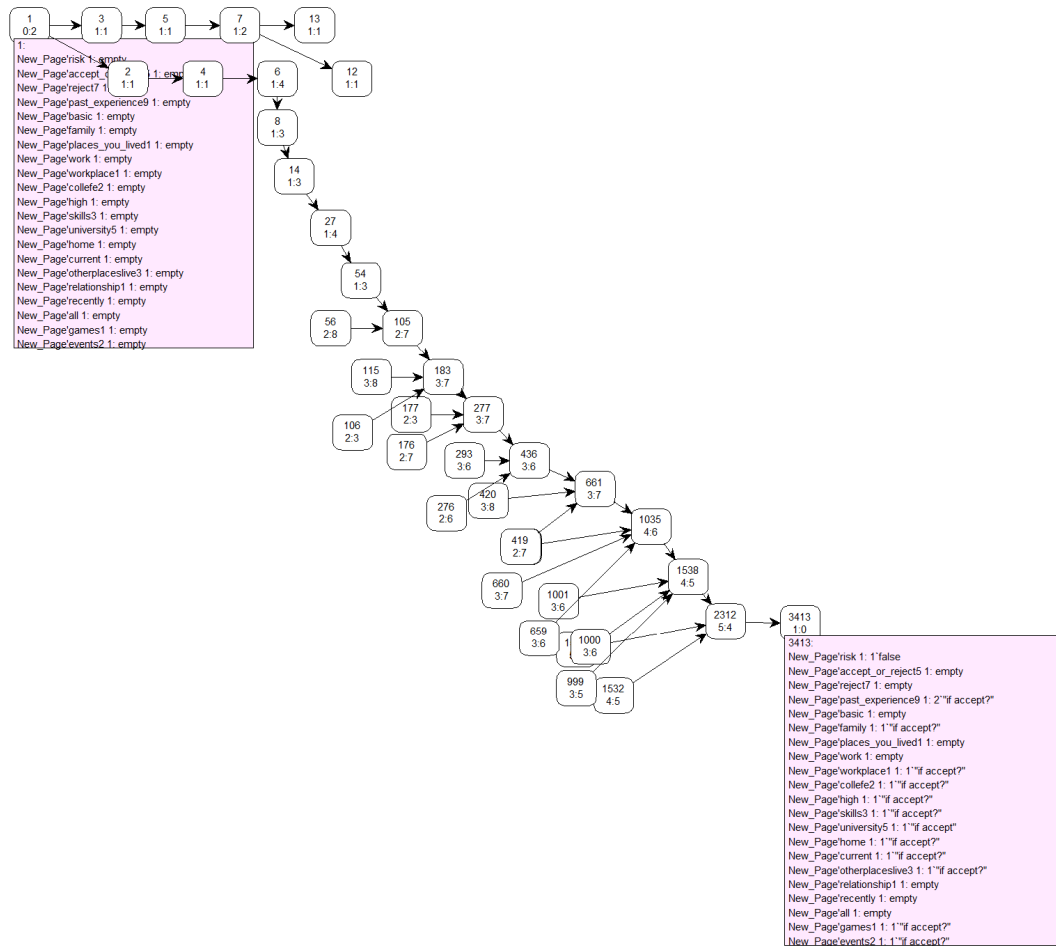 1
0:2
3
1:1
5
1:1
7
1:2
13
1:1
2
1:1
4
1:1
6
1:4
12
1:1
1:
New_Page'risk 1: empty
New_Page'accept_o
1: emp
New_Page'reject7 1
New_Page'past_experience9 1: empty
New_Page'basic 1: empty
New_Page'family 1: empty
New_Page'places_you_lived1 1: empty
New_Page'work 1: empty
New_Page'workplace1 1: empty
New_Page'collefe2 1: empty
New_Page'high 1: empty
New_Page'skills3 1: empty
New_Page'university5 1: empty
New_Page'home 1: empty
New_Page'current 1: empty
New_Page'otherplaceslive3 1: empty
New_Page'relationship1 1: empty
New_Page'recently 1: empty
New_Page'all 1: empty
New_Page'games1 1: empty
New_Page'events2 1: empty
8
1:3
14
1:3
27
1:4
54
1:3
56
2:8
105
2:7
115
3:8
183
3:7
106
2:3
177
2:3
277
3:7
176
2:7
293
3:6
436
3:6
276
2:6
420
3:8
661
3:7
419
2:7
1035
4:6
660
3:7
1001
3:6
1538
4:5
659
3:6
1
1000
3:6
2312
5:4
3413
1:0
999
3:5
1532
4:5
3413:
New_Page'risk 1: 1`false
New_Page'accept_or_reject5 1: empty
New_Page'reject7 1: empty
New_Page'past_experience9 1: 2`"if accept?"
New_Page'basic 1: empty
New_Page'family 1: 1`"if accept?"
New_Page'places_you_lived1 1: empty
New_Page'work 1: empty
New_Page'workplace1 1: 1`"if accept?"
New_Page'collefe2 1: 1`"if accept?"
New_Page'high 1: 1`"if accept?"
New_Page'skills3 1: 1`"if accept?"
New_Page'university5 1: 1`"if accept"
New_Page'home 1: 1`"if accept?"
New_Page'current 1: 1`"if accept?"
New_Page'otherplaceslive3 1: 1`"if accept?"
New_Page'relationship1 1: empty
New_Page'recently 1: empty
New_Page'all 1: empty
New_Page'games1 1: 1`"if accept?"
New_Page'events2 1: 1`"if accept?"